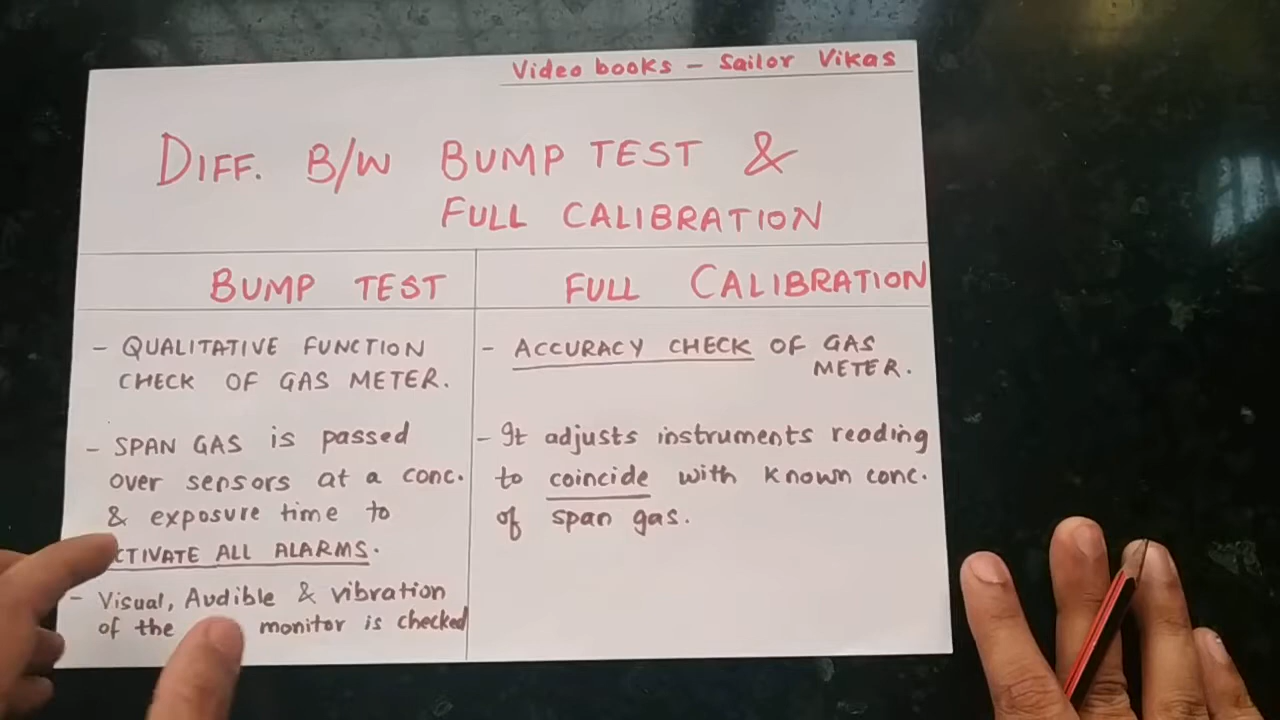 Video books - Sailor Vikas
DIFF. B/W BUMP TEST &
FULL CALIBRATION
BUMP TEST
- QUALITATIVE FUNCTION
CHECK OF GAS METER.
- SPAN GAS is passed
over sensors at a conc.
& exposure time to
CTIVATE ALL ALARMS.
- Visual, Audible & vibration
of the monitor is checked
FULL CALIBRATION
- ACCURACY CHECK OF GAS
METER.
- It adjusts instruments reading
to coincide with known conc.
of span gas.